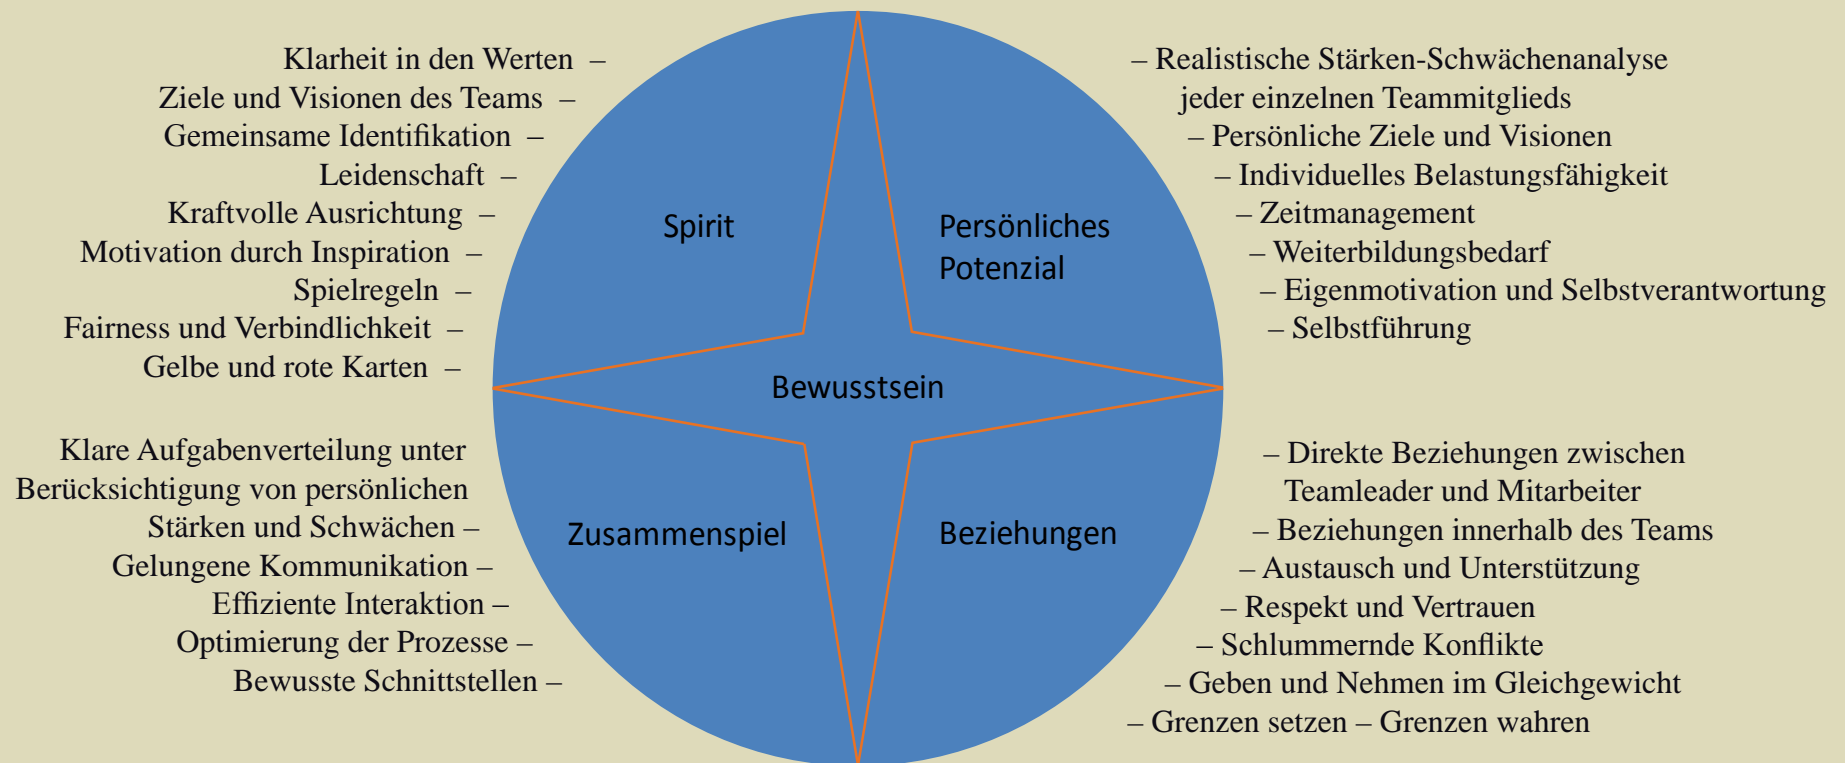 Klarheit in den Werten –
Ziele und Visionen des Teams –
Gemeinsame Identifikation –
Leidenschaft –
Kraftvolle Ausrichtung –
Motivation durch Inspiration –
Spielregeln –
Fairness und Verbindlichkeit –
Gelbe und rote Karten –
Spirit
Persönliches
Potenzial
– Realistische Stärken-Schwächenanalyse
jeder einzelnen Teammitglieds
– Persönliche Ziele und Visionen
– Individuelles Belastungsfähigkeit
– Zeitmanagement
– Weiterbildungsbedarf
– Eigenmotivation und Selbstverantwortung
– Selbstführung
Bewusstsein
Klare Aufgabenverteilung unter
Berücksichtigung von persönlichen
Stärken und Schwächen –
Gelungene Kommunikation –
Effiziente Interaktion –
Optimierung der Prozesse –
Bewusste Schnittstellen –
Zusammenspiel
Beziehungen
– Direkte Beziehungen zwischen
Teamleader und Mitarbeiter
– Beziehungen innerhalb des Teams
– Austausch und Unterstützung
– Respekt und Vertrauen
– Schlummernde Konflikte
– Geben und Nehmen im Gleichgewicht
– Grenzen setzen – Grenzen wahren